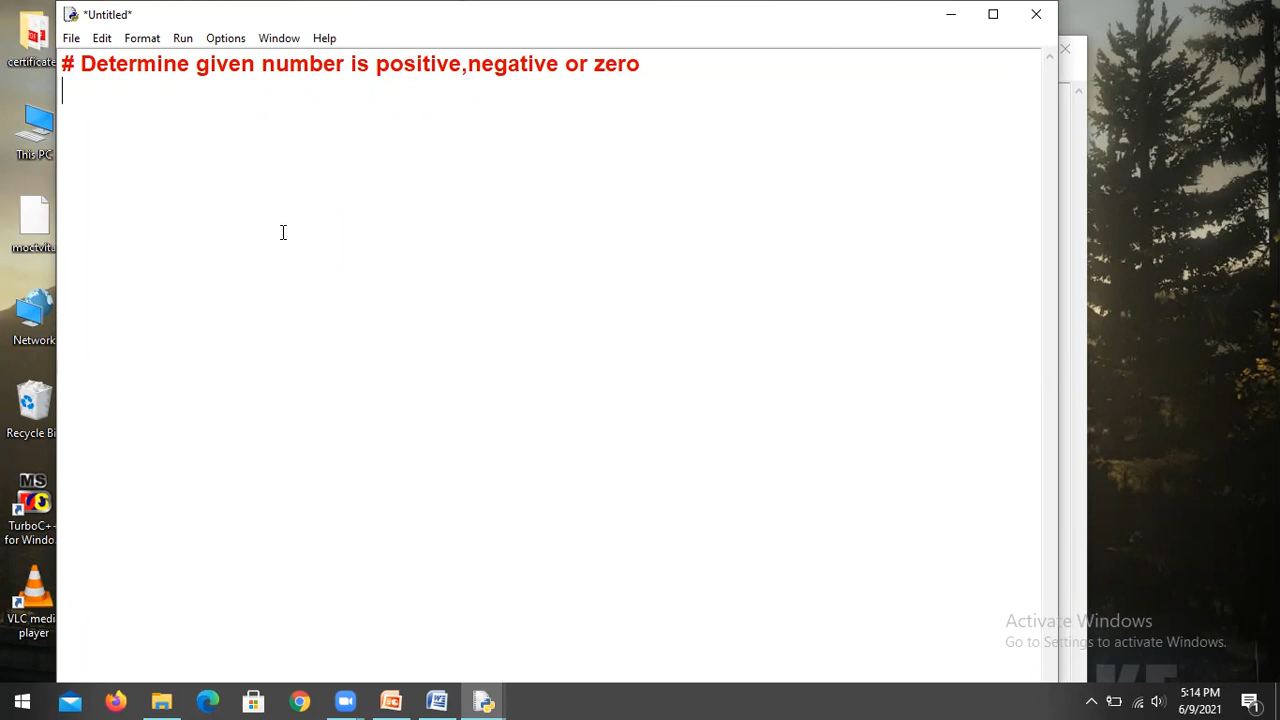 *Untitled*
File Edit Format Run Options Window Help
# Determine given number is positive,negative or zero
certificate
This PC
moctvitu
Network
Recycle Bi
MS
TurboC++
for Windo.
VLC medi
player
Activate Windows
Go to Settings to activate Windows.
5:14 PM
6/9/2021
1